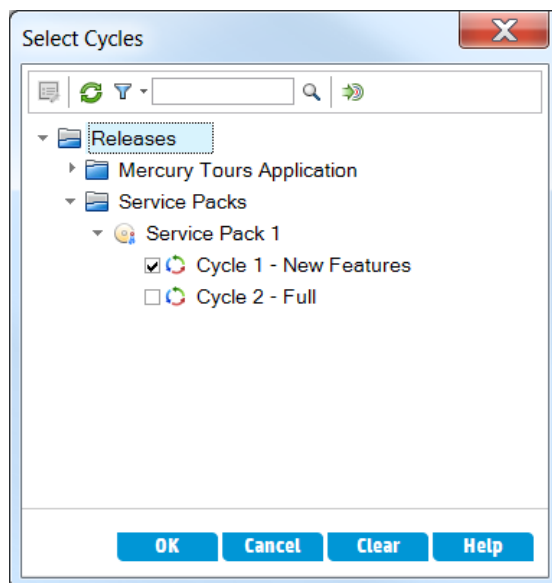 Select Cycles
Releases
Mercury Tours Application
Service Packs
Service Pack 1
Cycle 1 - New Features
Cycle 2 - Full
OK Cancel Clear Help